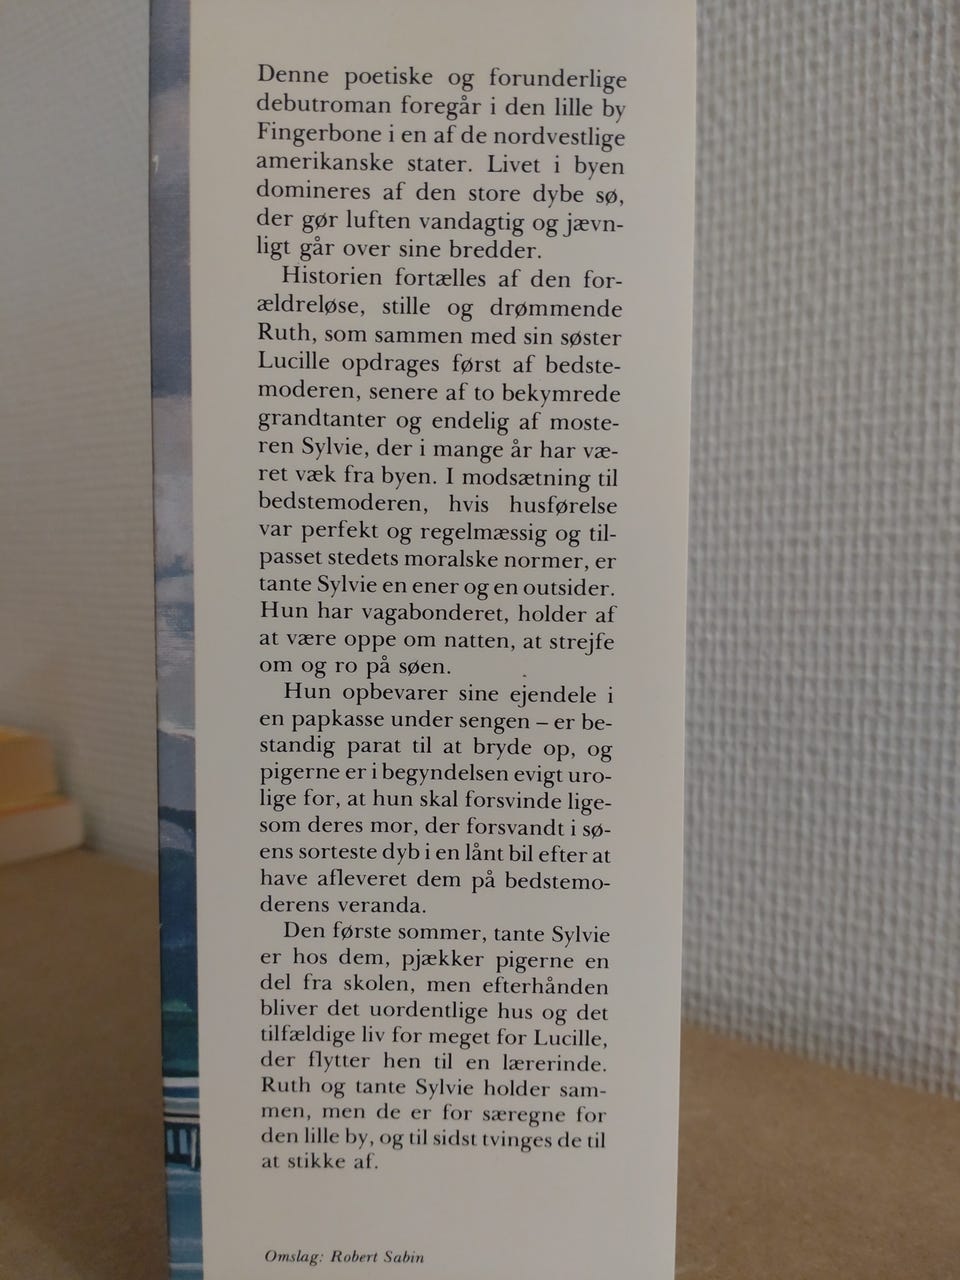 Denne poetiske og forunderlige
debutroman foregår i den lille by
Fingerbone i en af de nordvestlige
amerikanske stater. Livet i byen
domineres af den store dybe sø,
der gør luften vandagtig og jævn-
ligt går over sine bredder.
Historien fortælles af den for-
ældreløse, stille og drømmende
Ruth, som sammen med sin søster
Lucille opdrages først af bedste-
moderen, senere af to bekymrede
grandtanter og endelig af moste-
ren Sylvie, der i mange år har væ-
ret væk fra byen. I modsætning til
bedstemoderen, hvis husførelse
var perfekt og regelmæssig og til-
passet stedets moralske normer, er
tante Sylvie en ener og en outsider.
Hun har vagabonderet, holder af
at være oppe om natten, at strejfe
om og ro på søen.
Hun opbevarer sine ejendele i
en papkasse under sengen – er be-
standig parat til at bryde op, og
pigerne er i begyndelsen evigt uro-
lige for, at hun skal forsvinde lige-
som deres mor, der forsvandt i sø-
ens sorteste dyb i en lånt bil efter at
have afleveret dem på bedstemo-
derens veranda.
Den første sommer, tante Sylvie
er hos dem, pjækker pigerne en
del fra skolen, men efterhånden
bliver det uordentlige hus og det
tilfældige liv for meget for Lucille,
der flytter hen til en lærerinde.
Ruth og tante Sylvie holder sam-
men, men de er for særegne for
den lille by, og til sidst tvinges de til
at stikke af.
Omslag: Robert Sabin